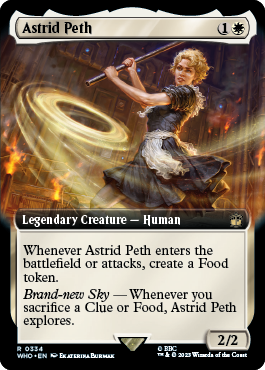 Astrid Peth 1
Legendary Creature — Human
Whenever Astrid Peth enters the
battlefield or attacks, create a Food
token.
Brand-new Sky — Whenever you
sacrifice a Clue or Food, Astrid Peth
explores.
2/2
R 0334
WHO • EN Ekaterina Burmak
© BBC
™ & © 2023 Wizards of the Coast